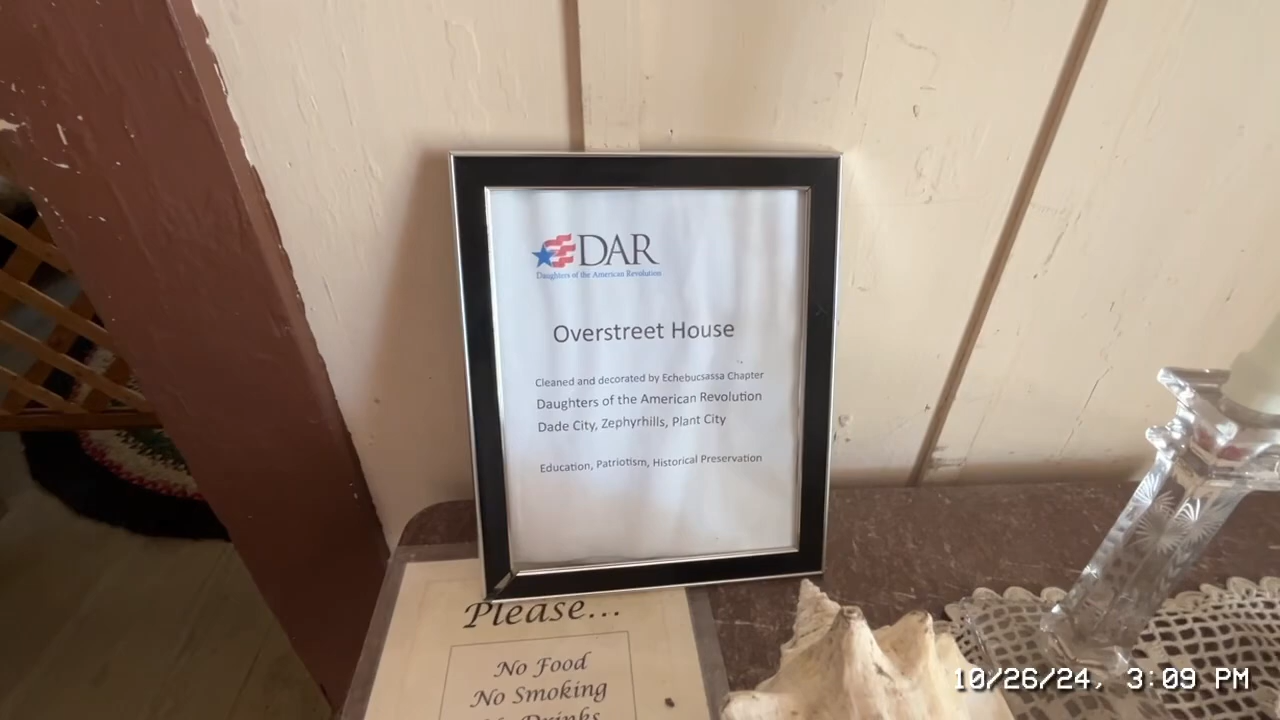 DAR
Daughters of the American Revolution
Overstreet House
Cleaned and decorated by Echebucsassa Chapter
Daughters of the American Revolution
Dade City, Zephyrhills, Plant City
Education, Patriotism, Historical Preservation
Please...
No Food
No Smoking
No Drinks
10/26/24, 3:09 PM